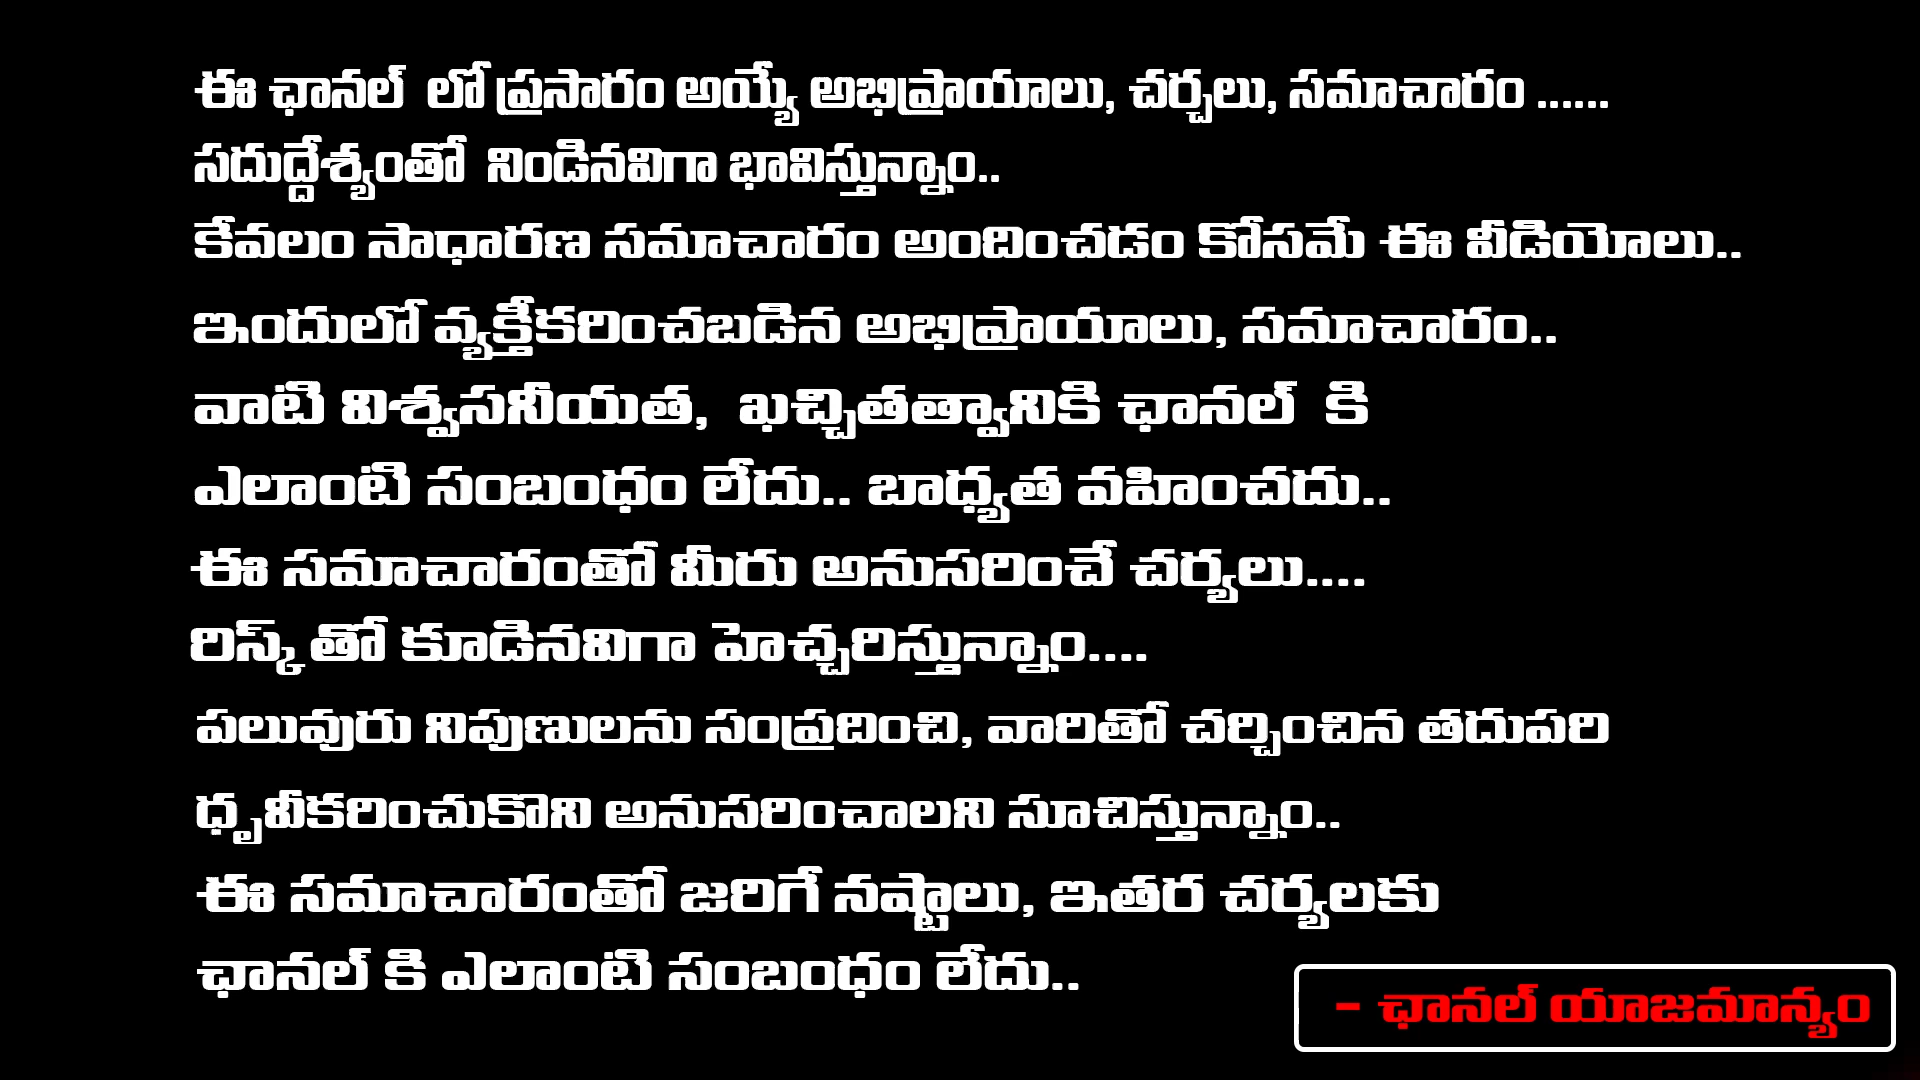 ఈ ఛానల్ లో ప్రసారం అయ్యే అభిప్రాయాలు, చర్చలు, సమాచారం ......
సదుద్దేశ్యంతో నిండినవిగా భావిస్తున్నాం..
కేవలం సాధారణ సమాచారం అందించడం కోసమే ఈ వీడియోలు..
ఇందులో వ్యక్తీకరించబడిన అభిప్రాయాలు, సమాచారం..
వాటి విశ్వసనీయత, ఖచ్చితత్వానికి ఛానల్ కి
ఎలాంటి సంబంధం లేదు.. బాధ్యత వహించదు..
ఈ సమాచారంతో మీరు అనుసరించే చర్యలు....
రిస్క్ తో కూడినవిగా హెచ్చరిస్తున్నాం....
పలువురు నిపుణులను సంప్రదించి, వారితో చర్చించిన తదుపరి
ధృవీకరించుకొని అనుసరించాలని సూచిస్తున్నాం..
ఈ సమాచారంతో జరిగే నష్టాలు, ఇతర చర్యలకు
ఛానల్ కి ఎలాంటి సంబంధం లేదు..
- ఛానల్ యాజమాన్యం